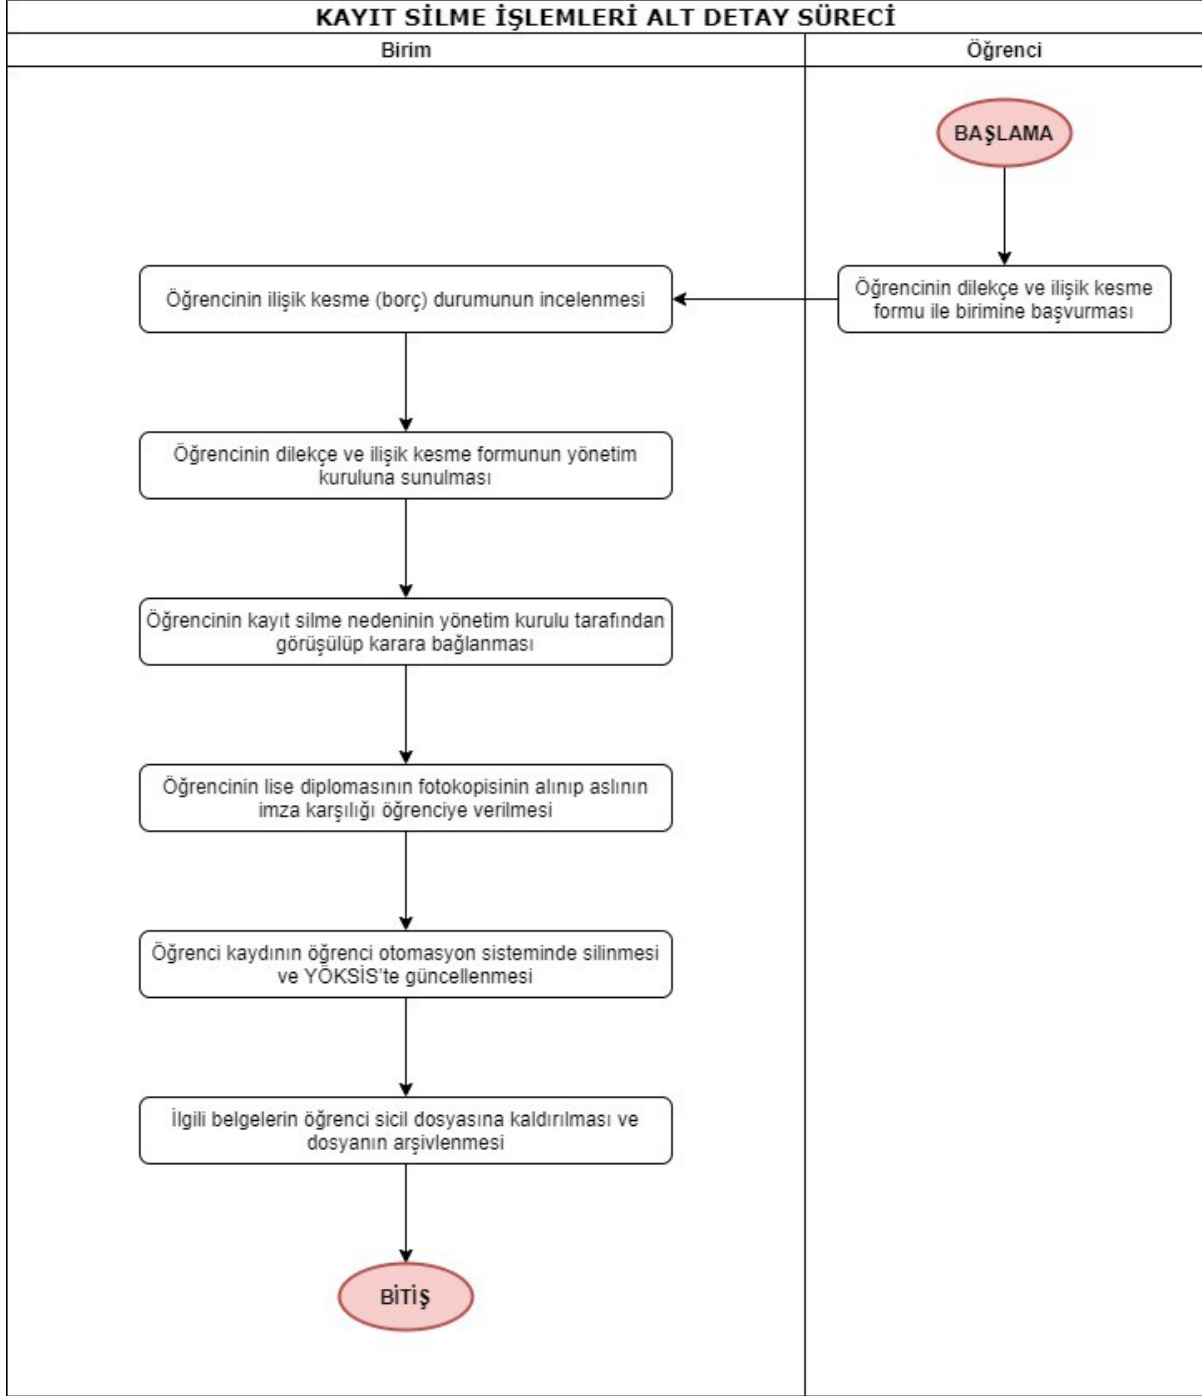 KAYIT SİLME İŞLEMLERİ ALT DETAY SÜRECİ
Birim
Öğrenci
BAŞLAMA
Öğrencinin dilekçe ve ilişik kesme
formu ile birimine başvurması
Öğrencinin ilişik kesme (borç) durumunun incelenmesi
Öğrencinin dilekçe ve ilişik kesme formunun yönetim
kuruluna sunulması
Öğrencinin kayıt silme nedeninin yönetim kurulu tarafından
görüşülüp karara bağlanması
Öğrencinin lise diplomasının fotokopisinin alınıp aslının
imza karşılığı öğrenciye verilmesi
Öğrenci kaydının öğrenci otomasyon sisteminde silinmesi
ve YÖKSİS'te güncellenmesi
İlgili belgelerin öğrenci sicil dosyasına kaldırılması ve
dosyanın arşivlenmesi
BİTİŞ